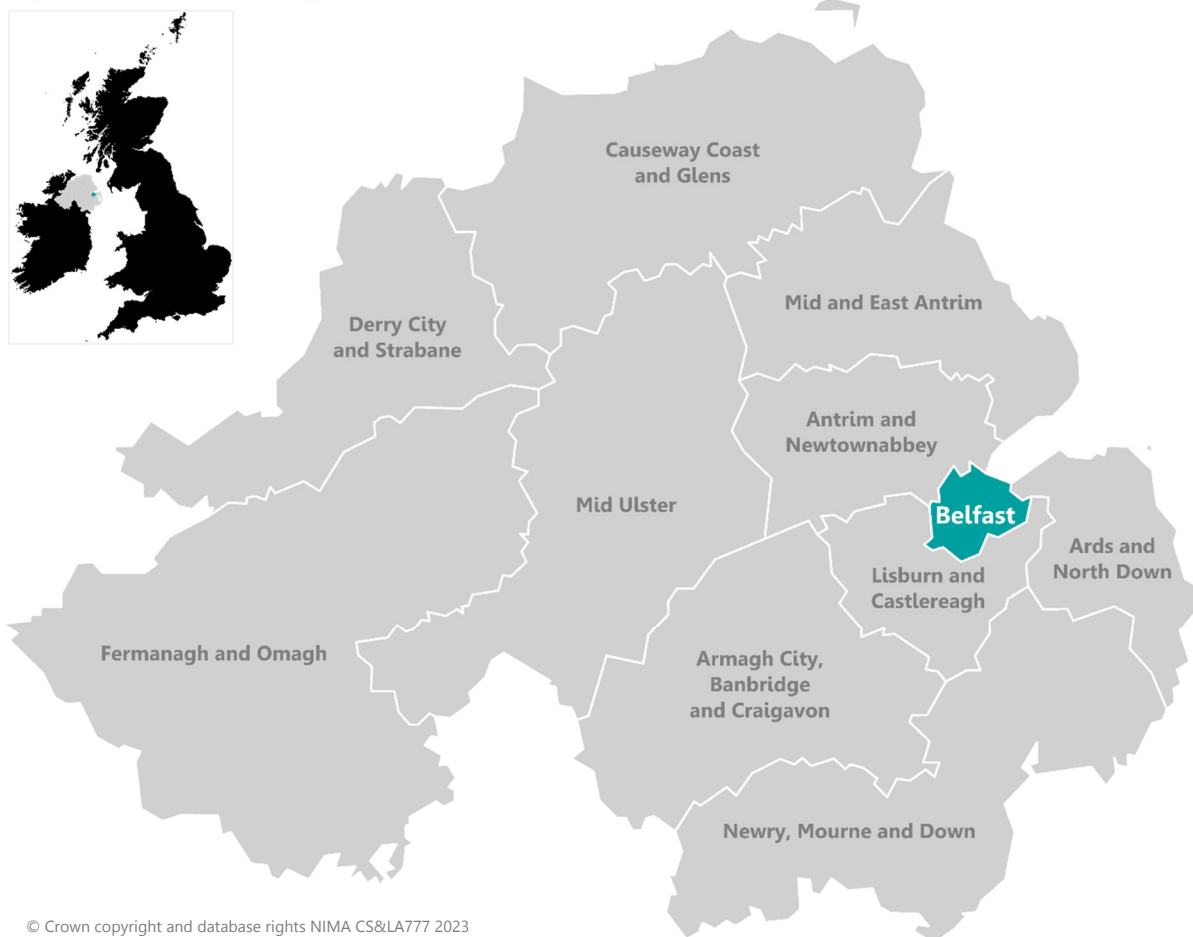 Causeway Coast
and Glens
Mid and East Antrim
Derry City
and Strabane
Antrim and
Newtownabbey
Mid Ulster
Belfast
Ards and
North Down
Lisburn and
Castlereagh
Fermanagh and Omagh
Armagh City,
Banbridge
and Craigavon
Newry, Mourne and Down
© Crown copyright and database rights NIMA CS&LA777 2023